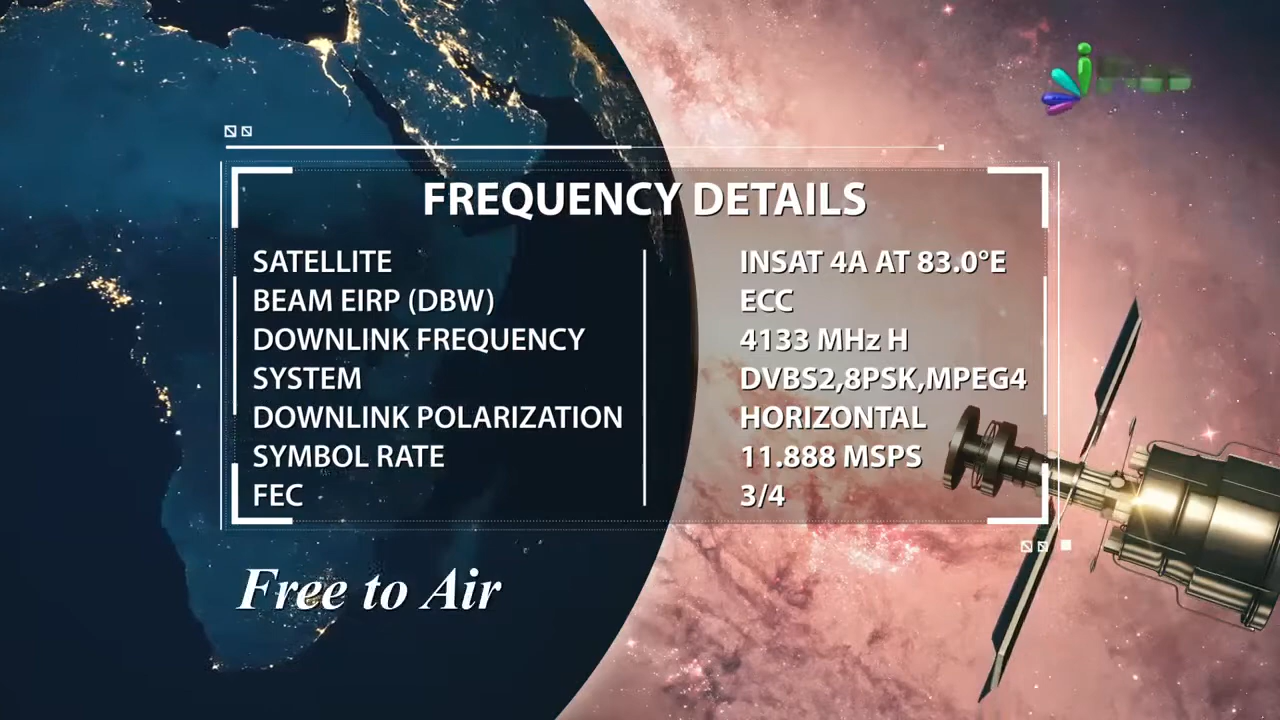 FREQUENCY DETAILS
SATELLITE INSAT 4A AT 83.0°E
BEAM EIRP (DBW) ECC
DOWNLINK FREQUENCY 4133 MHz H
SYSTEM DVBS2,8PSK,MPEG4
DOWNLINK POLARIZATION HORIZONTAL
SYMBOL RATE 11.888 MSPS
FEC 3/4
Free to Air